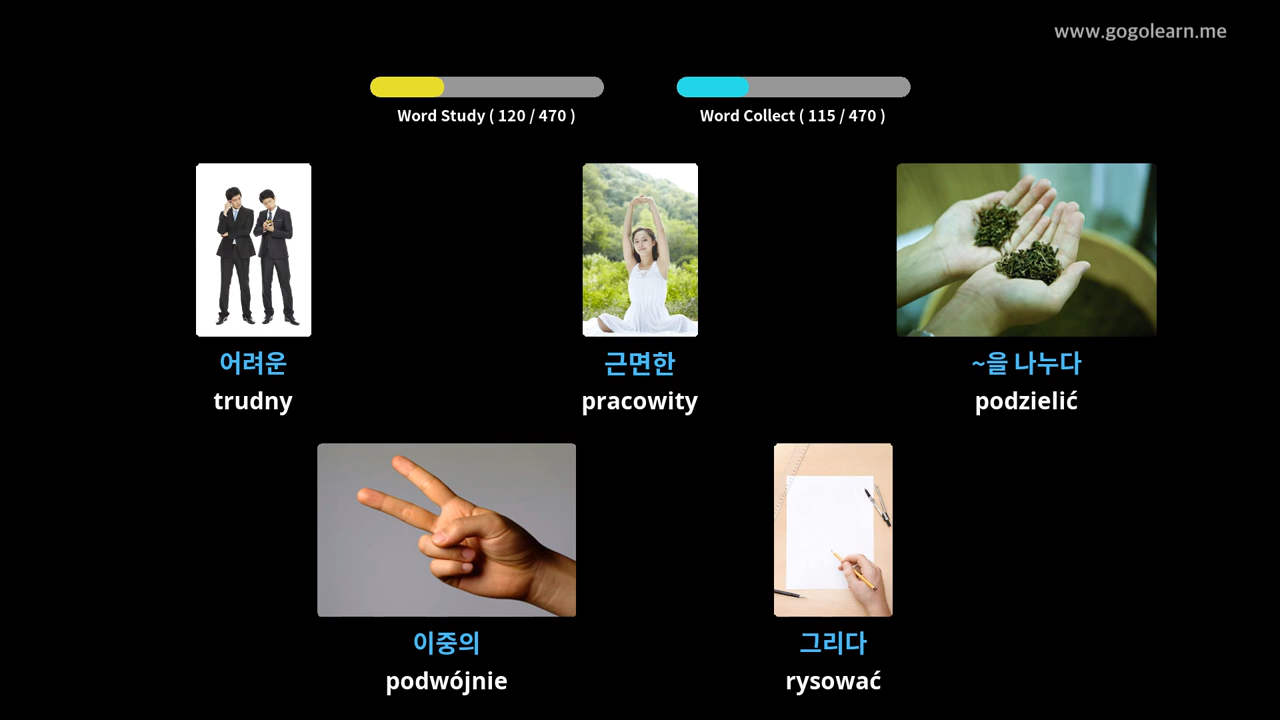 www.gogolearn.me
Word Study ( 120 / 470 )
Word Collect ( 115 / 470 )
어려운
trudny
근면한
pracowity
~을 나누다
podzielić
이중의
podwójnie
그리다
rysować